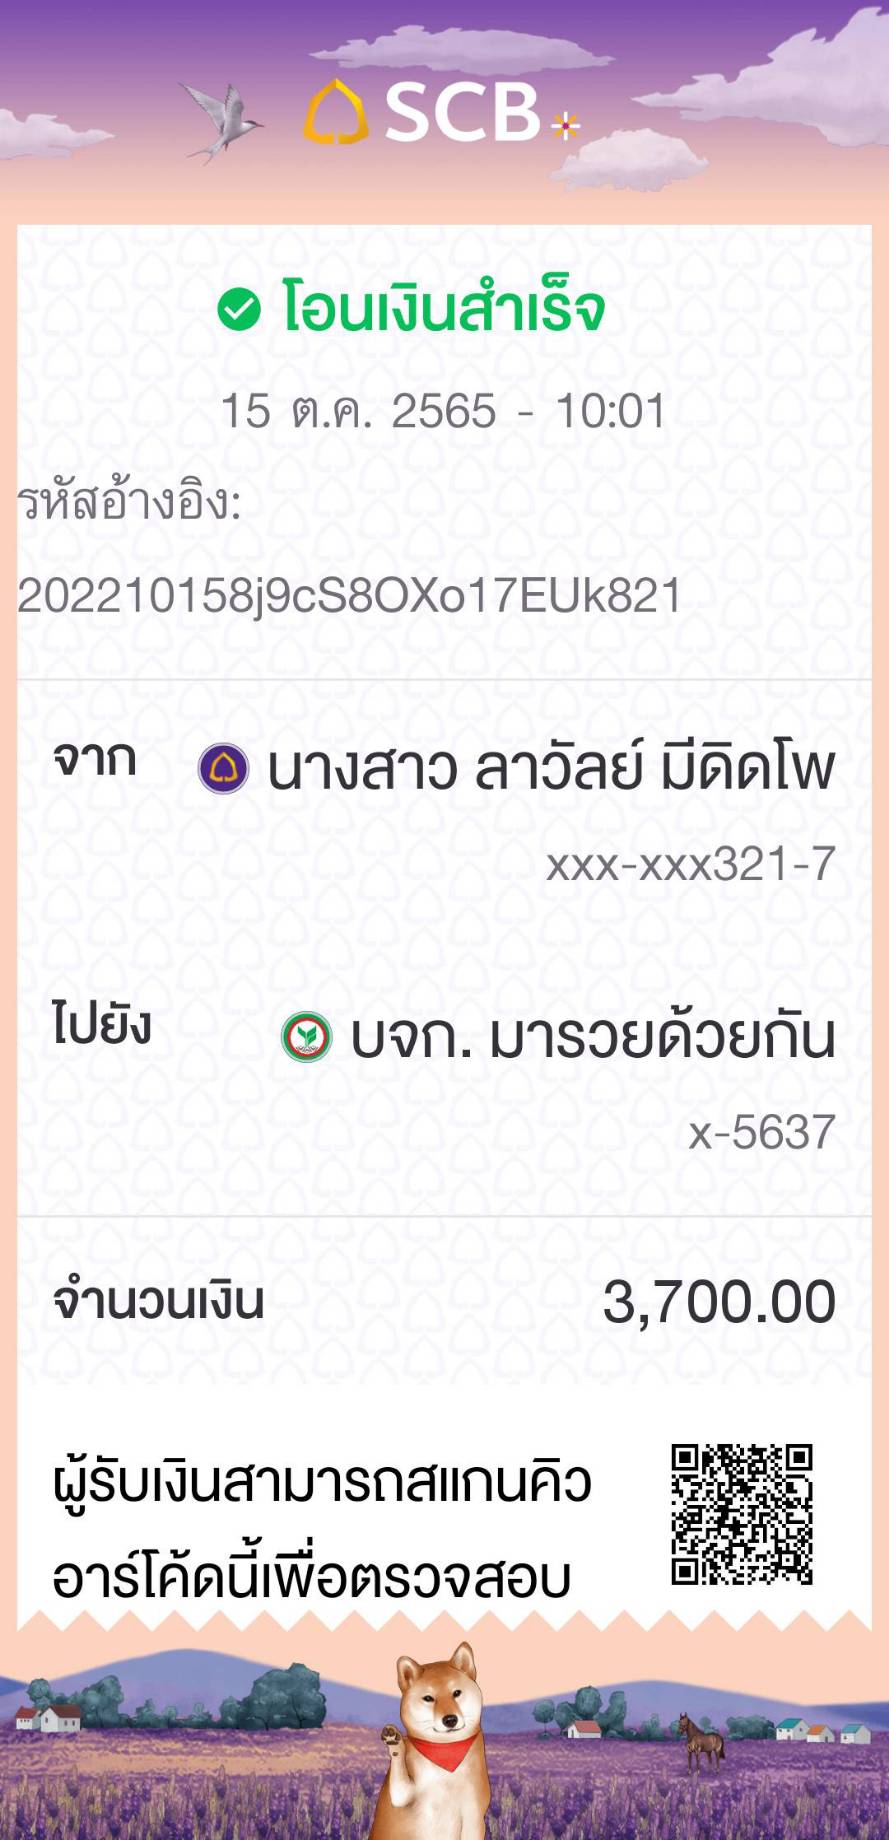 SCB
โอนเงินสำเร็จ
15 ต.ค. 2565 - 10:01
รหัสอ้างอิง:
202210158j9cS8OXo17EUk821
จาก นางสาว ลาวัลย์ มีดิดโพ
xxx-xxx321-7
ไปยัง บจก. มารวยด้วยกัน
x-5637
จำนวนเงิน 3,700.00
ผู้รับเงินสามารถสแกนคิว
อาร์โค้ดนี้เพื่อตรวจสอบ